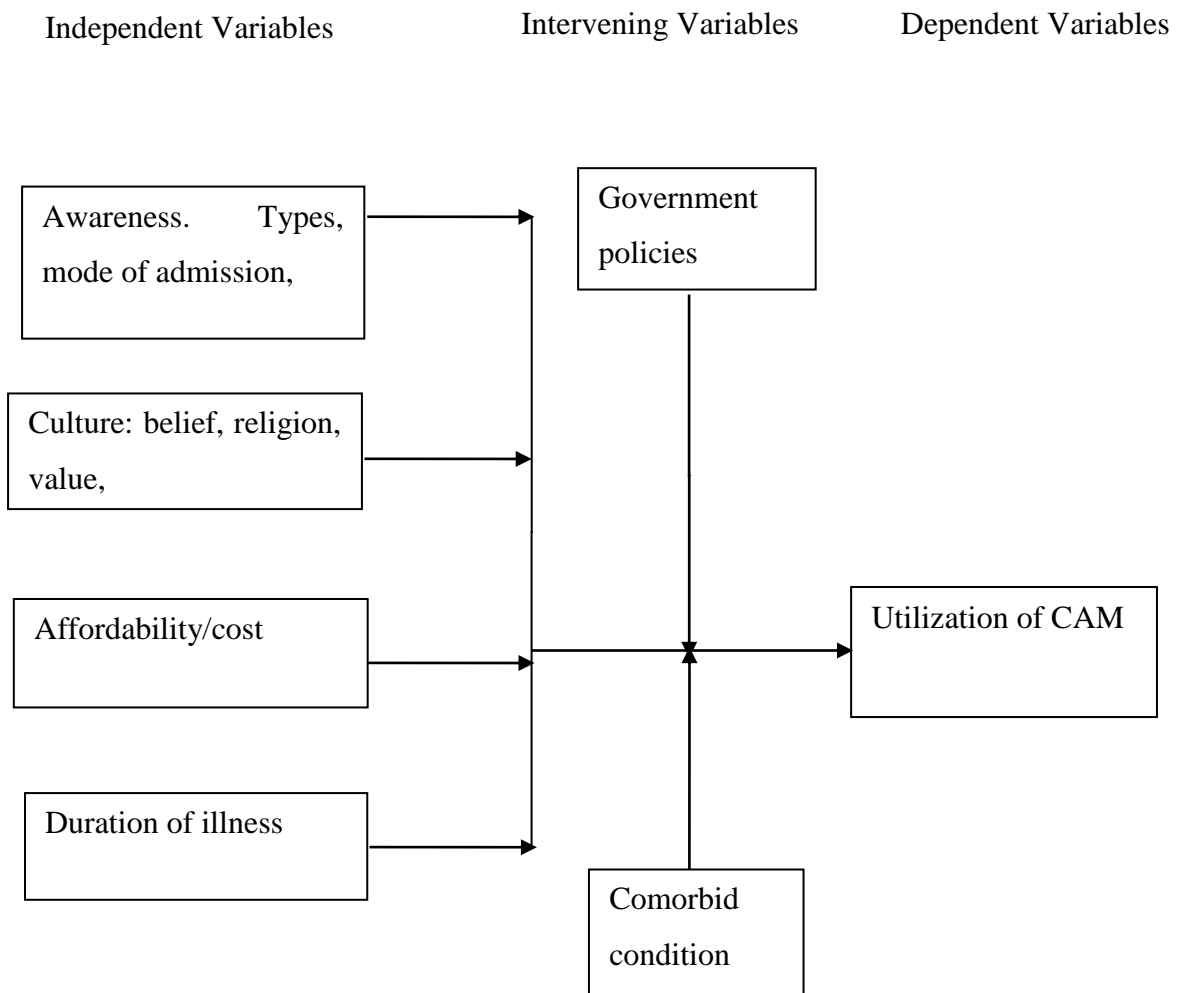 Independent Variables
Intervening Variables
Dependent Variables
Awareness. Types,
mode of admission,
Government
policies
Culture: belief, religion,
value,
Affordability/cost
Utilization of CAM
Duration of illness
Comorbid
condition